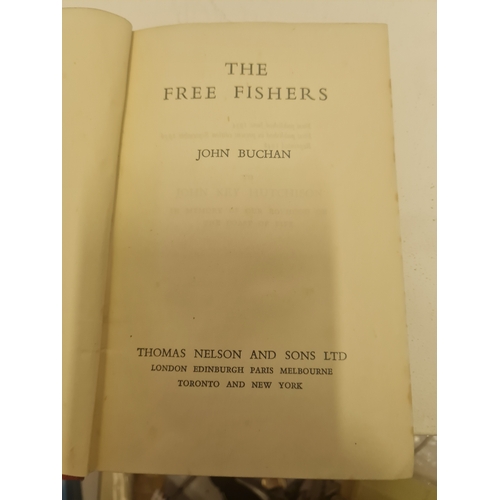 THE
FREE FISHERS
JOHN BUCHAN
THOMAS NELSON AND SONS LTD
LONDON EDINBURGH PARIS MELBOURNE
TORONTO AND NEW YORK